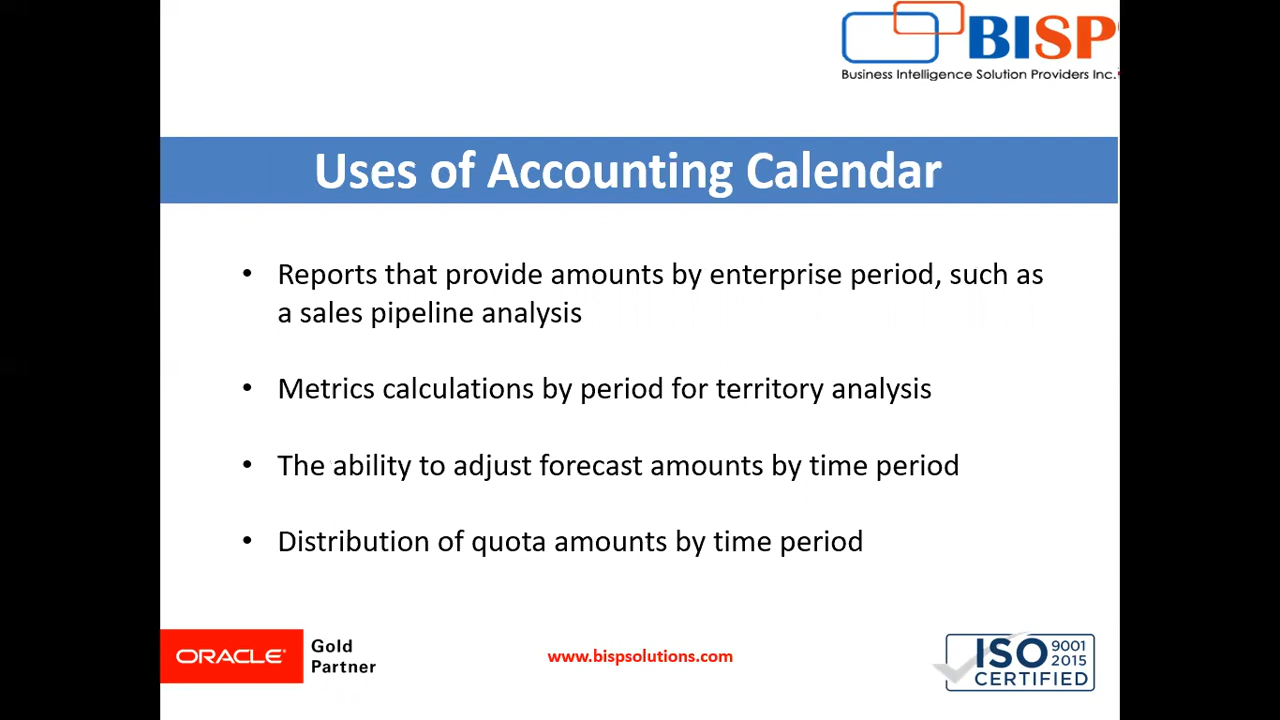 BISP
Business Intelligence Solution Providers Inc.
Uses of Accounting Calendar
• Reports that provide amounts by enterprise period, such as
a sales pipeline analysis
• Metrics calculations by period for territory analysis
• The ability to adjust forecast amounts by time period
• Distribution of quota amounts by time period
ORACLE® Gold
Partner
www.bispsolutions.com
ISO 9001
2015
CERTIFIED